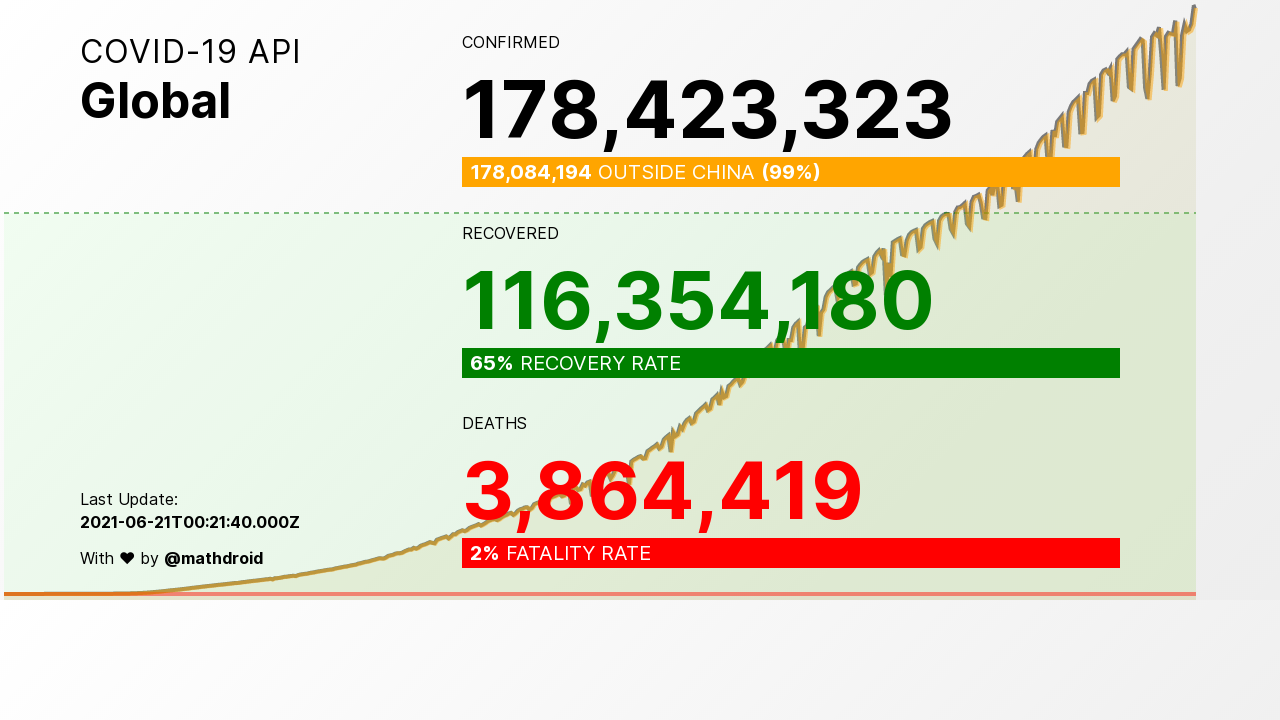 COVID-19 API
Global
CONFIRMED
178,423,323
178,084,194 OUTSIDE CHINA (99%)
RECOVERED
116,354,180
65% RECOVERY RATE
DEATHS
3,864,419
2% FATALITY RATE
Last Update:
2021-06-21T00:21:40.000Z
With ♥ by @mathdroid